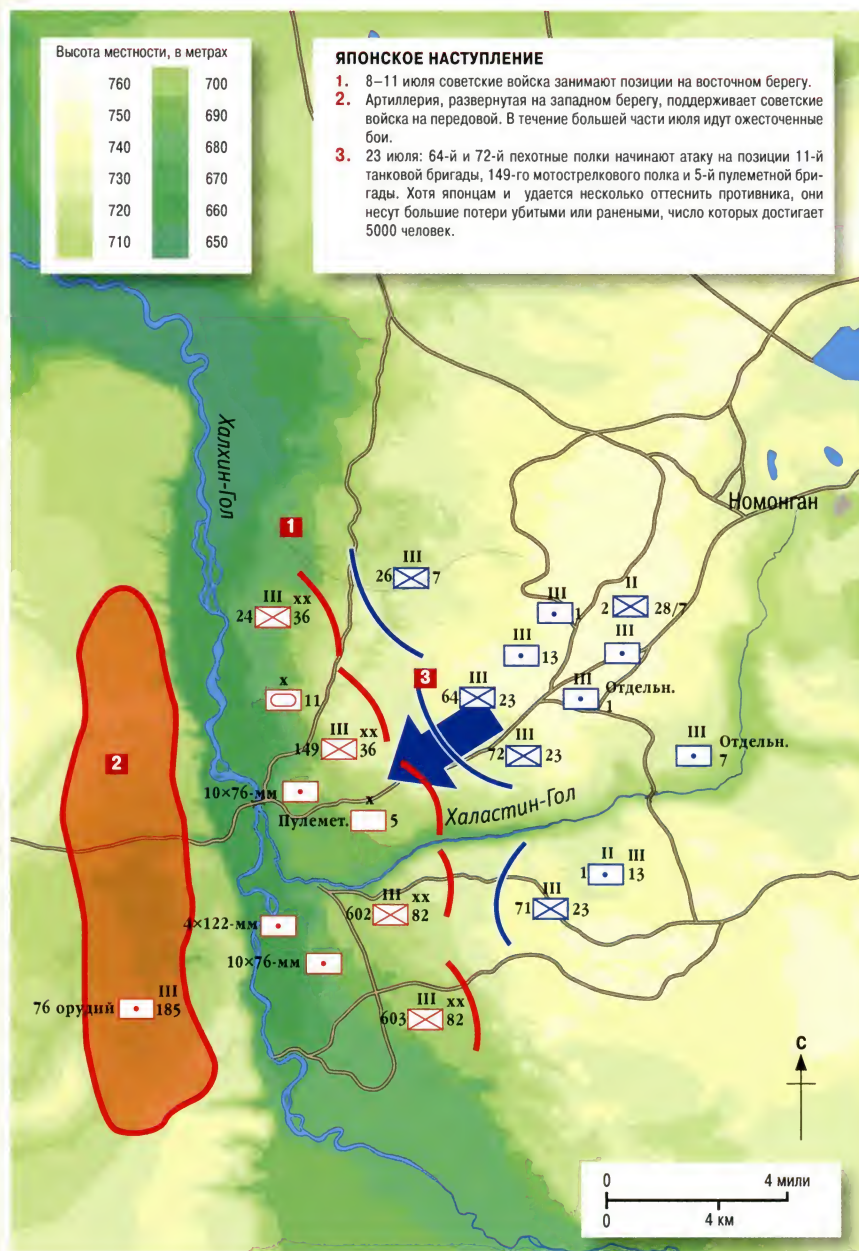 Высота местности, в метрах
760
750
740
730
720
710
700
690
680
670
660
650
ЯПОНСКОЕ НАСТУПЛЕНИЕ
1. 8–11 июля советские войска занимают позиции на восточном берегу.
2. Артиллерия, развернутая на западном берегу, поддерживает советские
войска на передовой. В течение большей части июля идут ожесточенные
бои.
3. 23 июля: 64-й и 72-й пехотные полки начинают атаку на позиции 11-й
танковой бригады, 149-го мотострелкового полка и 5-й пулеметной бри-
гады. Хотя японцам и удается несколько оттеснить противника, они
несут большие потери убитыми или ранеными, число которых достигает
5000 человек.
Халхин-Гол
Номонган
1
III
26 7
III xx
24 36
III
1
II
2 28/7
III
13
III
3
III
64 23
III Отдельн.
1
x
11
III xx
149 36
III
72 23
III Отдельн.
7
2
10×76-мм
x
Пулемет. 5
Халастин-Гол
II III
1 13
III
71 23
III xx
602 82
4×122-мм
10×76-мм
III
76 орудий 185
III xx
603 82
С
0 4 мили
0 4 км